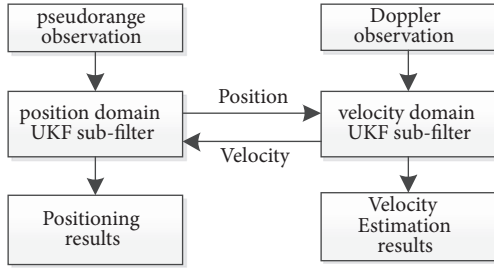 pseudorange
observation
Doppler
observation
position domain
UKF sub-filter
Position
Velocity
velocity domain
UKF sub-filter
Positioning
results
Velocity
Estimation
results